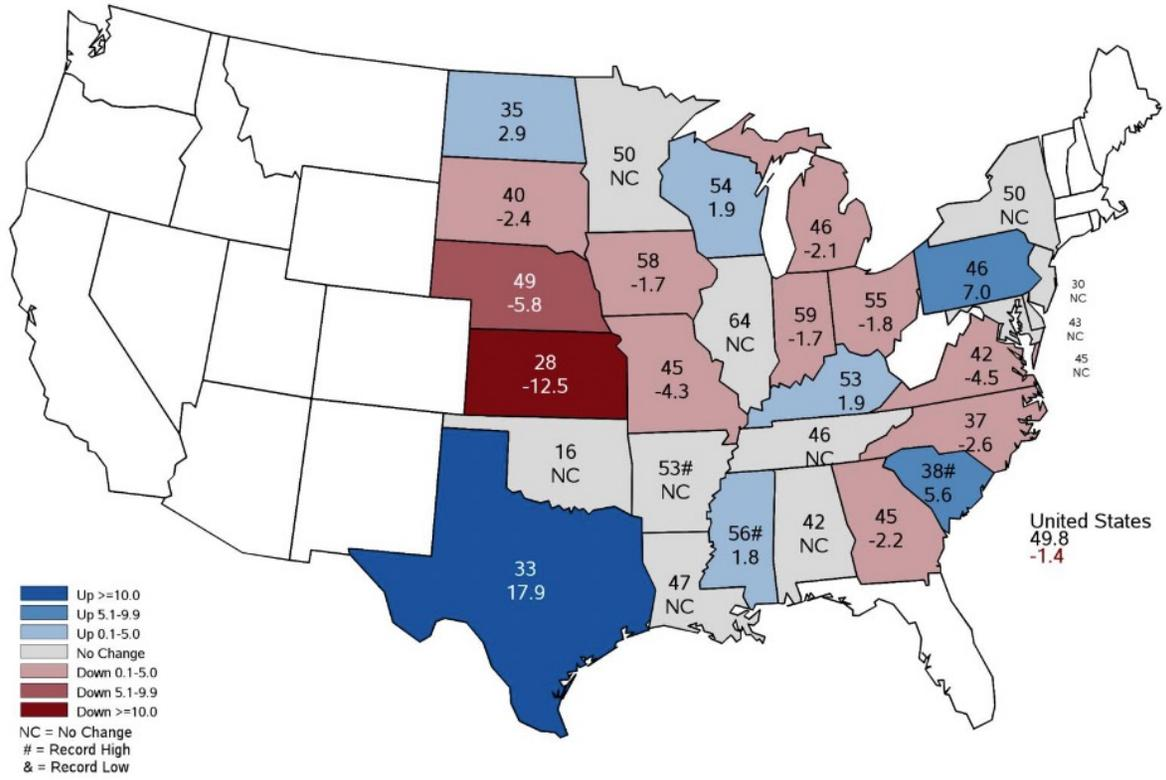 35
2.9
50
NC
54
1.9
40
-2.4
46
-2.1
50
NC
49
-5.8
58
-1.7
46
7.0
30
NC
64
NC
59
-1.7
55
-1.8
43
NC
28
-12.5
45
-4.3
53
1.9
42
-4.5
45
NC
16
NC
53#
NC
46
NC
37
-2.6
38#
5.6
33
17.9
47
NC
56#
1.8
42
NC
45
-2.2
United States
49.8
-1.4
Up >=10.0
Up 5.1-9.9
Up 0.1-5.0
No Change
Down 0.1-5.0
Down 5.1-9.9
Down >=10.0
NC = No Change
# = Record High
& = Record Low